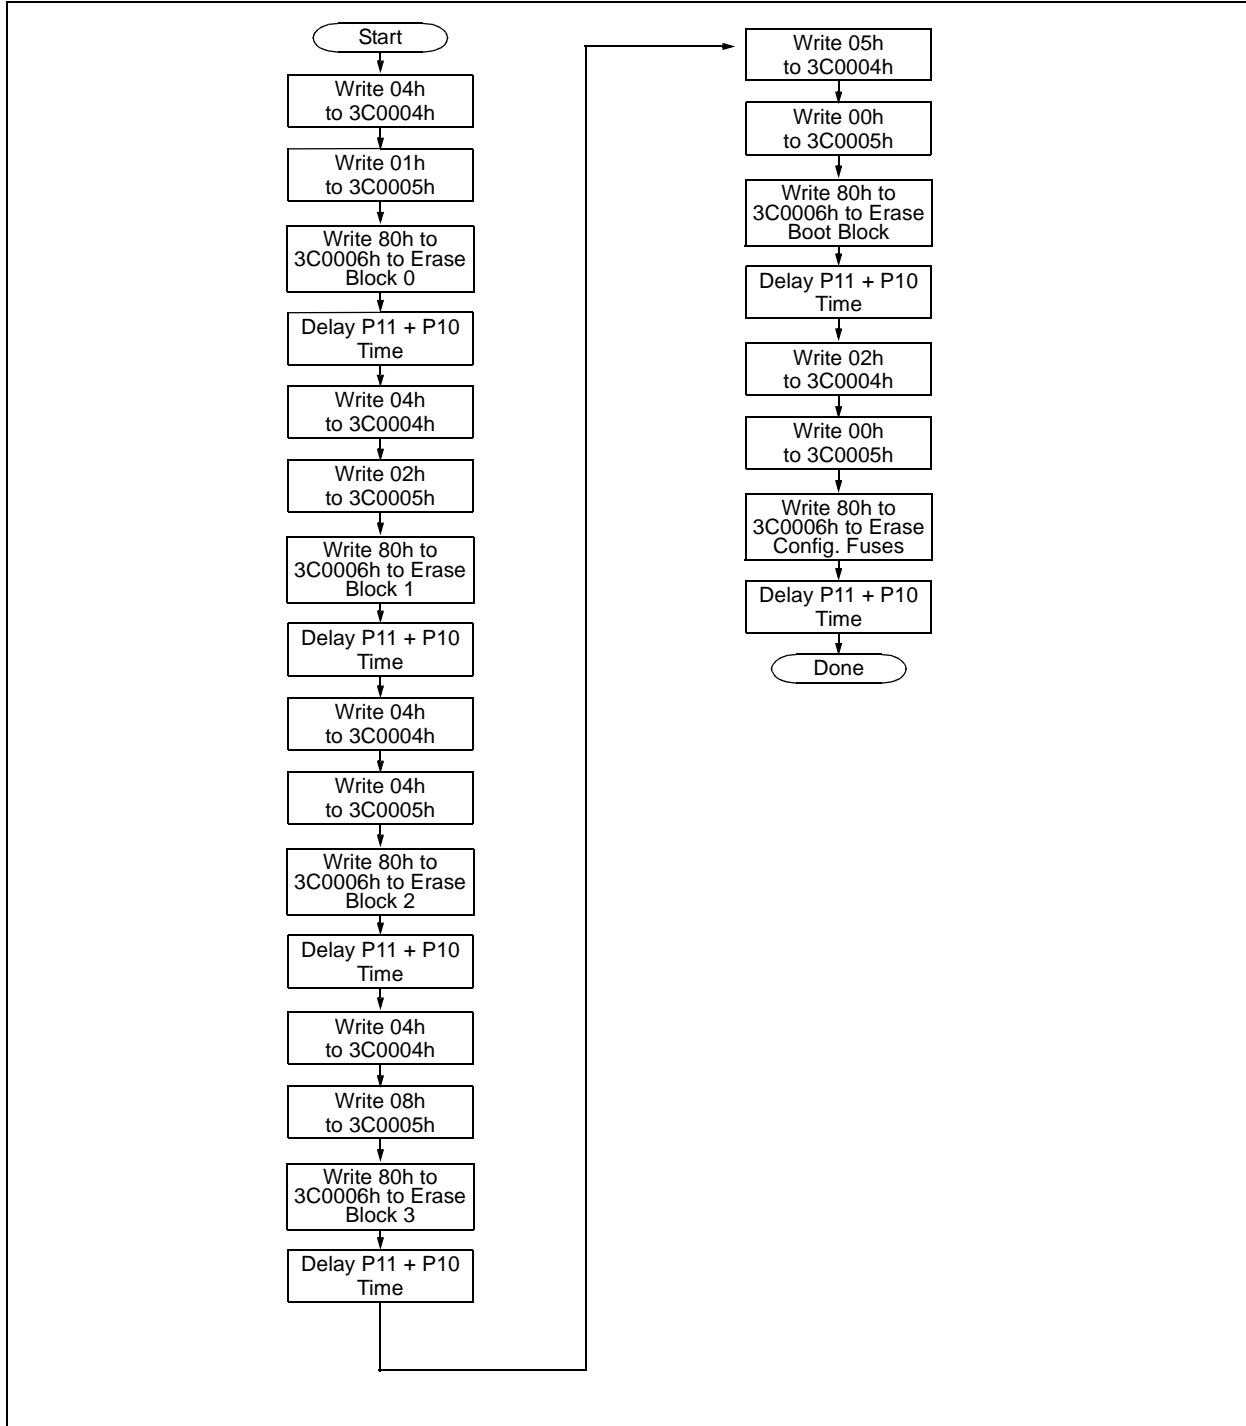 Start
Write 04h
to 3C0004h
Write 01h
to 3C0005h
Write 80h to
3C0006h to Erase
Block 0
Delay P11 + P10
Time
Write 04h
to 3C0004h
Write 02h
to 3C0005h
Write 80h to
3C0006h to Erase
Block 1
Delay P11 + P10
Time
Write 04h
to 3C0004h
Write 04h
to 3C0005h
Write 80h to
3C0006h to Erase
Block 2
Delay P11 + P10
Time
Write 04h
to 3C0004h
Write 08h
to 3C0005h
Write 80h to
3C0006h to Erase
Block 3
Delay P11 + P10
Time
Write 05h
to 3C0004h
Write 00h
to 3C0005h
Write 80h to
3C0006h to Erase
Boot Block
Delay P11 + P10
Time
Write 02h
to 3C0004h
Write 00h
to 3C0005h
Write 80h to
3C0006h to Erase
Config. Fuses
Delay P11 + P10
Time
Done